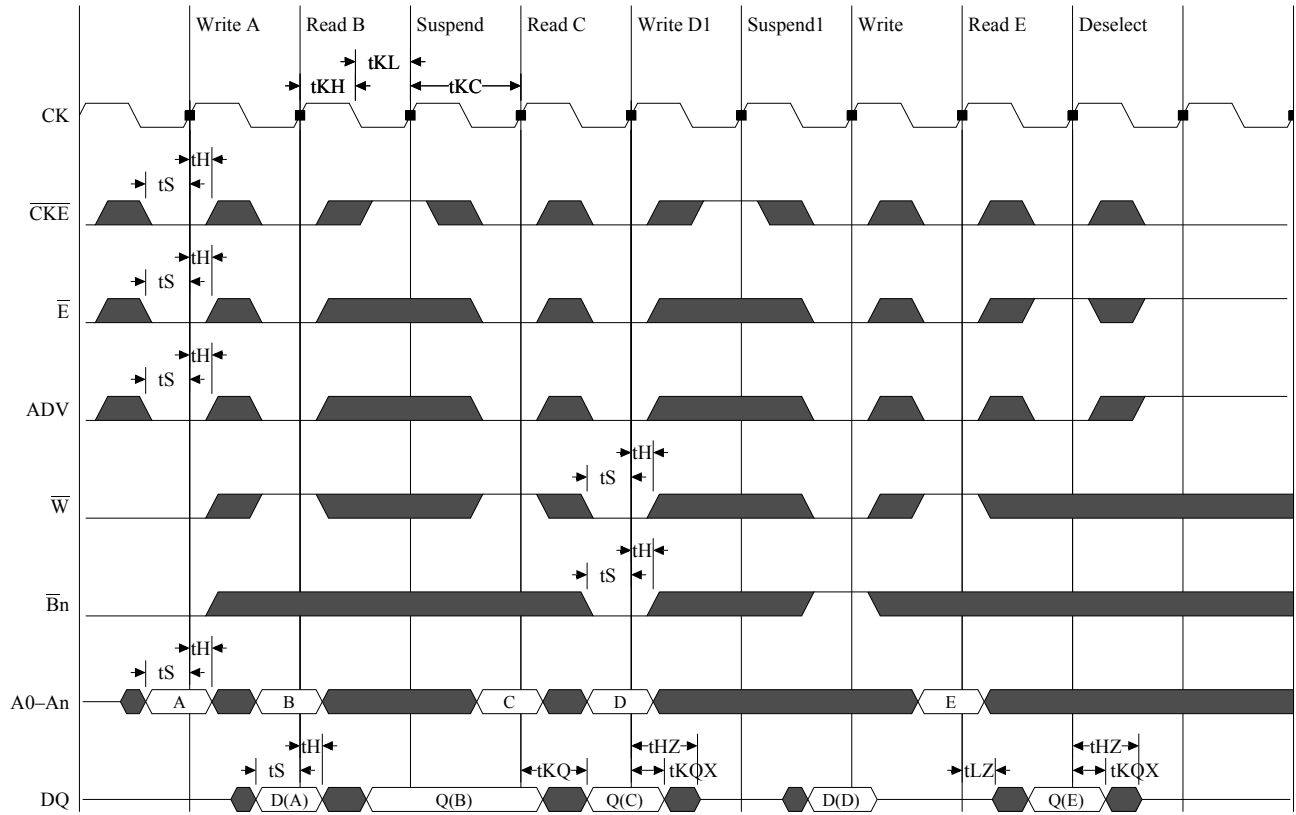 Write A Read B Suspend Read C Write D1 Suspend1 Write Read E Deselect
tKL
tKH tKC
CK
tH
tS
CKE
tH
tS
E
tH
tS
ADV
tH
tS
W
tH
tS
Bn
tH
tS
A0–An A B C D E
tH tHZ tHZ
tS tKQ tKQX tLZ tKQX
DQ D(A) Q(B) Q(C) D(D) Q(E)